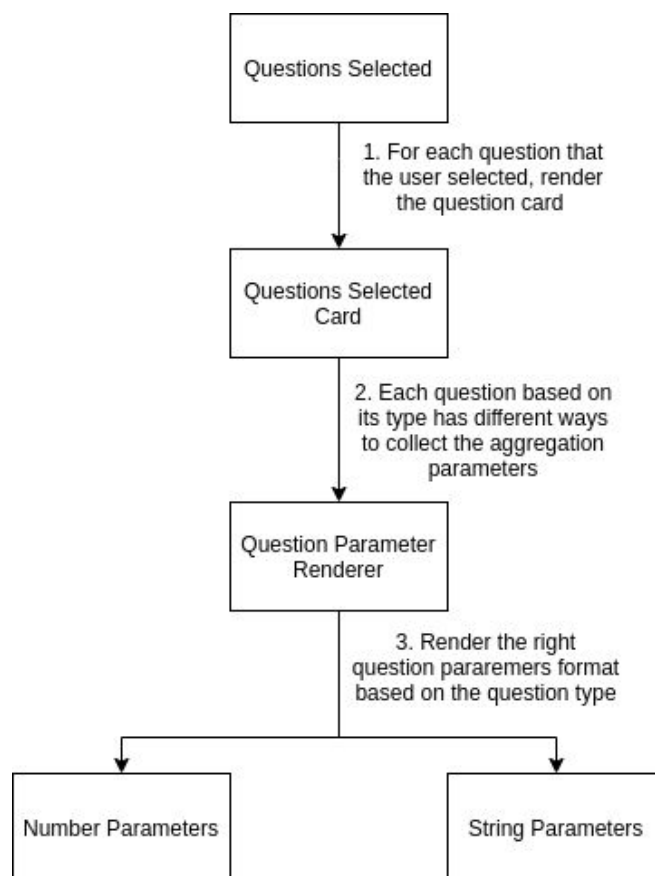 Questions Selected
1. For each question that
the user selected, render
the question card
Questions Selected
Card
2. Each question based on
its type has different ways
to collect the aggregation
parameters
Question Parameter
Renderer
3. Render the right
question pararemers format
based on the question type
Number Parameters
String Parameters